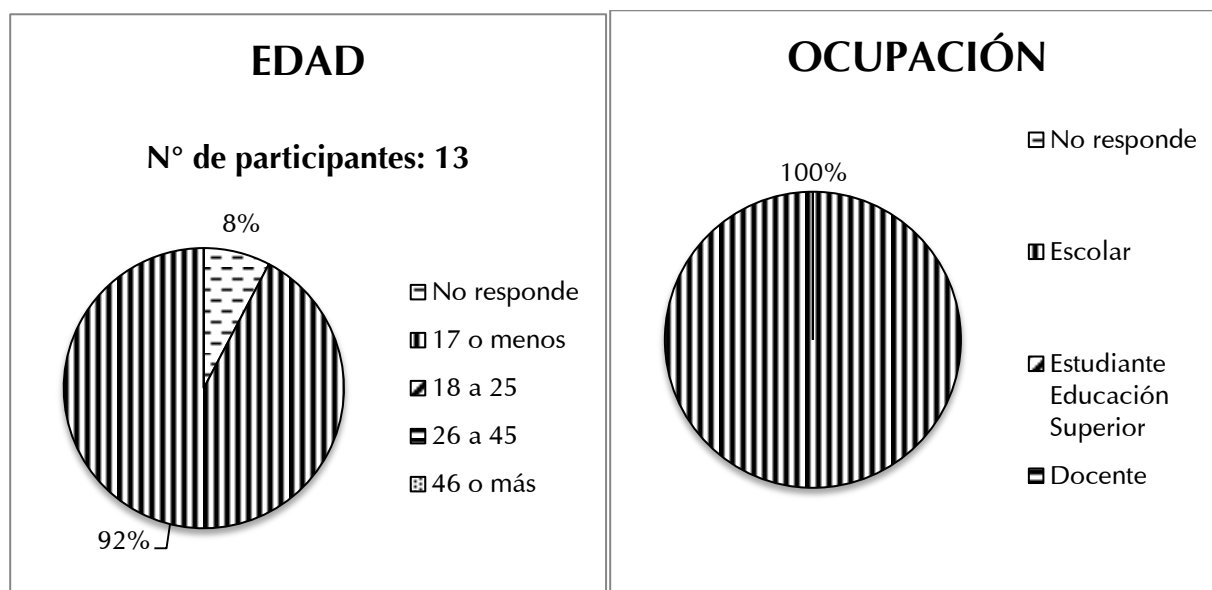 EDAD
N° de participantes: 13
8%
No responde
17 o menos
18 a 25
26 a 45
46 o más
92%
OCUPACIÓN
100%
No responde
Escolar
Estudiante
Educación
Superior
Docente